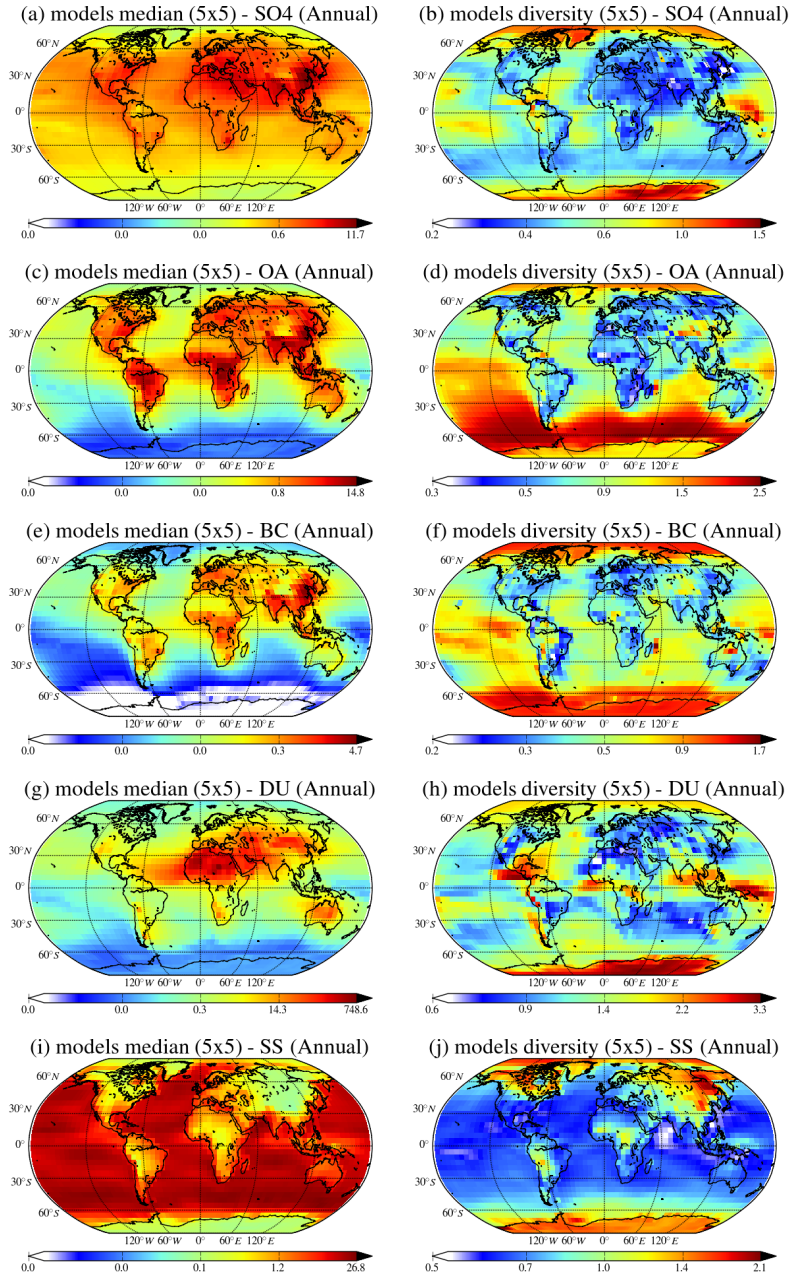 (a) models median (5x5) - SO4 (Annual)
(b) models diversity (5x5) - SO4 (Annual)
60°N
30°N
0°
30°S
60°S
120°W 60°W 0° 60°E 120°E
0.0 0.0 0.0 0.6 11.7
60°N
30°N
0°
30°S
60°S
120°W 60°W 0° 60°E 120°E
0.2 0.4 0.6 1.0 1.5
(c) models median (5x5) - OA (Annual)
(d) models diversity (5x5) - OA (Annual)
60°N
30°N
0°
30°S
60°S
120°W 60°W 0° 60°E 120°E
0.0 0.0 0.0 0.8 14.8
60°N
30°N
0°
30°S
60°S
120°W 60°W 0° 60°E 120°E
0.3 0.5 0.9 1.5 2.5
(e) models median (5x5) - BC (Annual)
(f) models diversity (5x5) - BC (Annual)
60°N
30°N
0°
30°S
60°S
120°W 60°W 0° 60°E 120°E
0.0 0.0 0.0 0.3 4.7
60°N
30°N
0°
30°S
60°S
120°W 60°W 0° 60°E 120°E
0.2 0.3 0.5 0.9 1.7
(g) models median (5x5) - DU (Annual)
(h) models diversity (5x5) - DU (Annual)
60°N
30°N
0°
30°S
60°S
120°W 60°W 0° 60°E 120°E
0.0 0.0 0.3 14.3 748.6
60°N
30°N
0°
30°S
60°S
120°W 60°W 0° 60°E 120°E
0.6 0.9 1.4 2.2 3.3
(i) models median (5x5) - SS (Annual)
(j) models diversity (5x5) - SS (Annual)
60°N
30°N
0°
30°S
60°S
120°W 60°W 0° 60°E 120°E
0.0 0.0 0.1 1.2 26.8
60°N
30°N
0°
30°S
60°S
120°W 60°W 0° 60°E 120°E
0.5 0.7 1.0 1.4 2.1